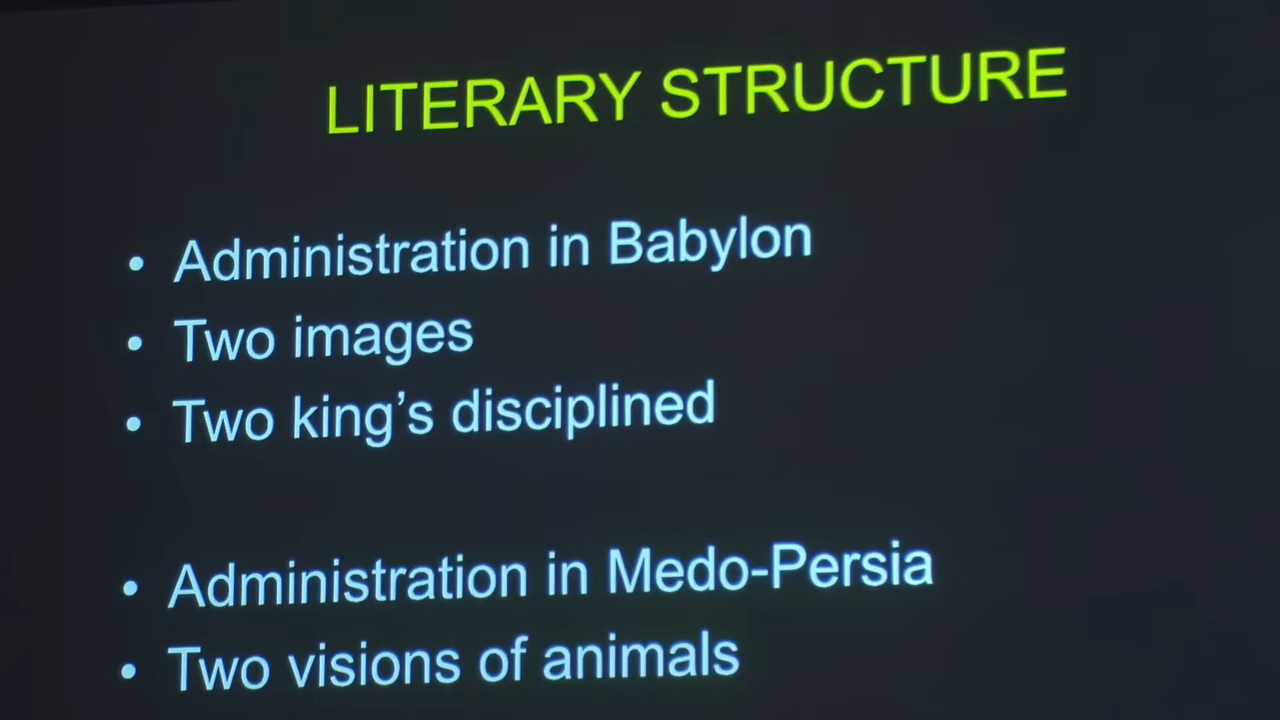 LITERARY STRUCTURE
• Administration in Babylon
• Two images
• Two king’s disciplined
• Administration in Medo-Persia
• Two visions of animals